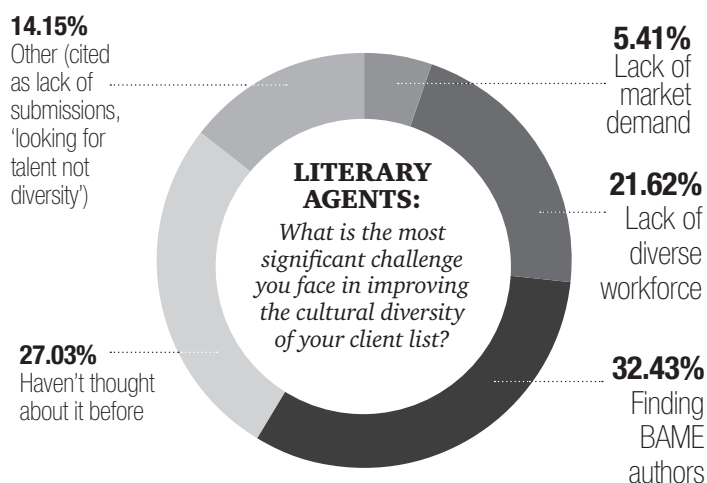 14.15%
Other (cited
as lack of
submissions,
‘looking for
talent not
diversity’)
5.41%
Lack of
market
demand
LITERARY
AGENTS:
What is the most
significant challenge
you face in improving
the cultural diversity
of your client list?
21.62%
Lack of
diverse
workforce
27.03%
Haven’t thought
about it before
32.43%
Finding
BAME
authors